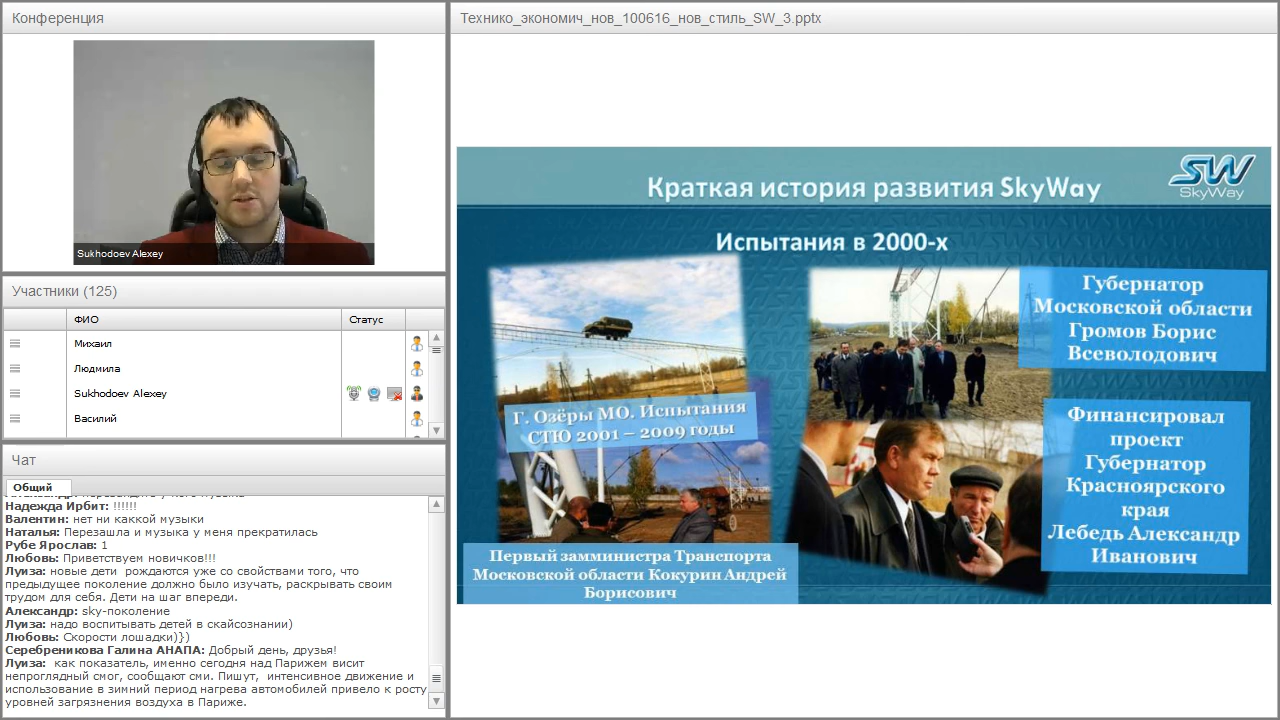 Конференция
Sukhodoev Alexey
Участники (125)
ФИО
Статус
Михаил
Людмила
Sukhodoev Alexey
Василий
Чат
Общий
Надежда Ирбит: !!!!!!
Валентин: нет ни каккой музыки
Наталья: Перезашла и музыка у меня прекратилась
Рубе Ярослав: 1
Любовь: Приветствуем новичков!!!
Луиза: новые дети рождаются уже со свойствами того, что
предыдущее поколение должно было изучать, раскрывать своим
трудом для себя. Дети на шаг впереди.
Александр: sky-поколение
Луиза: надо воспитывать детей в скайсознании)
Любовь: Скорости лошадки)})
Серебреникова Галина АНАПА: Добрый день, друзья!
Луиза: как показатель, именно сегодня над Парижем висит
непроглядный смог, сообщают сми. Пишут, интенсивное движение и
использование в зимний период нагрева автомобилей привело к росту
уровней загрязнения воздуха в Париже.
Технико_экономич_нов_100616_нов_стиль_SW_3.pptx
Краткая история развития SkyWay
SW
SkyWay
Испытания в 2000-х
Г. Озёры МО. Испытания
СТЮ 2001 – 2009 годы
Первый замминистра Транспорта
Московской области Кокурин Андрей
Борисович
Губернатор
Московской области
Громов Борис
Всеволодович
Финансировал
проект
Губернатор
Красноярского
края
Лебедь Александр
Иванович